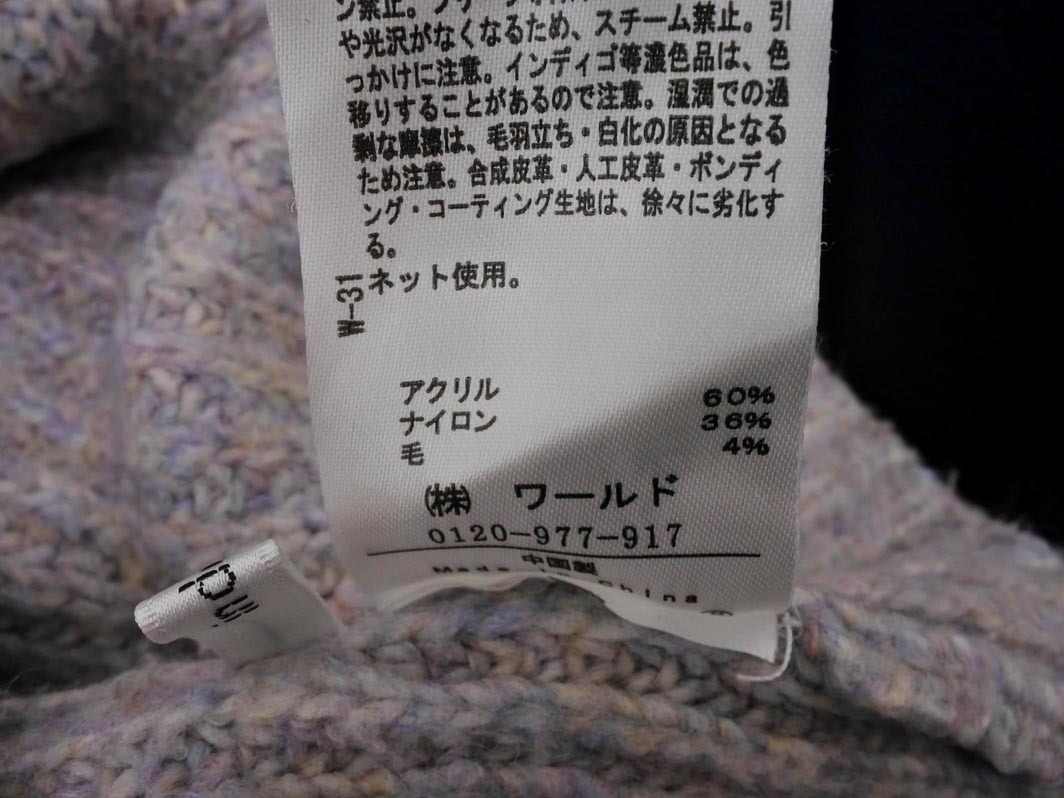 ン禁止。
や光沢がなくなるため、スチーム禁止。引
っかけに注意。インディゴ等濃色品は、色
移りすることがあるので注意。湿潤での過
剰な摩擦は、毛羽立ち・白化の原因となる
ため注意。合成皮革・人工皮革・ボンディ
ング・コーティング生地は、徐々に劣化す
る。
ネット使用。
W-31
アクリル 60%
ナイロン 36%
毛 4%
㈱ ワールド
0120-977-917
中国製
Made in China